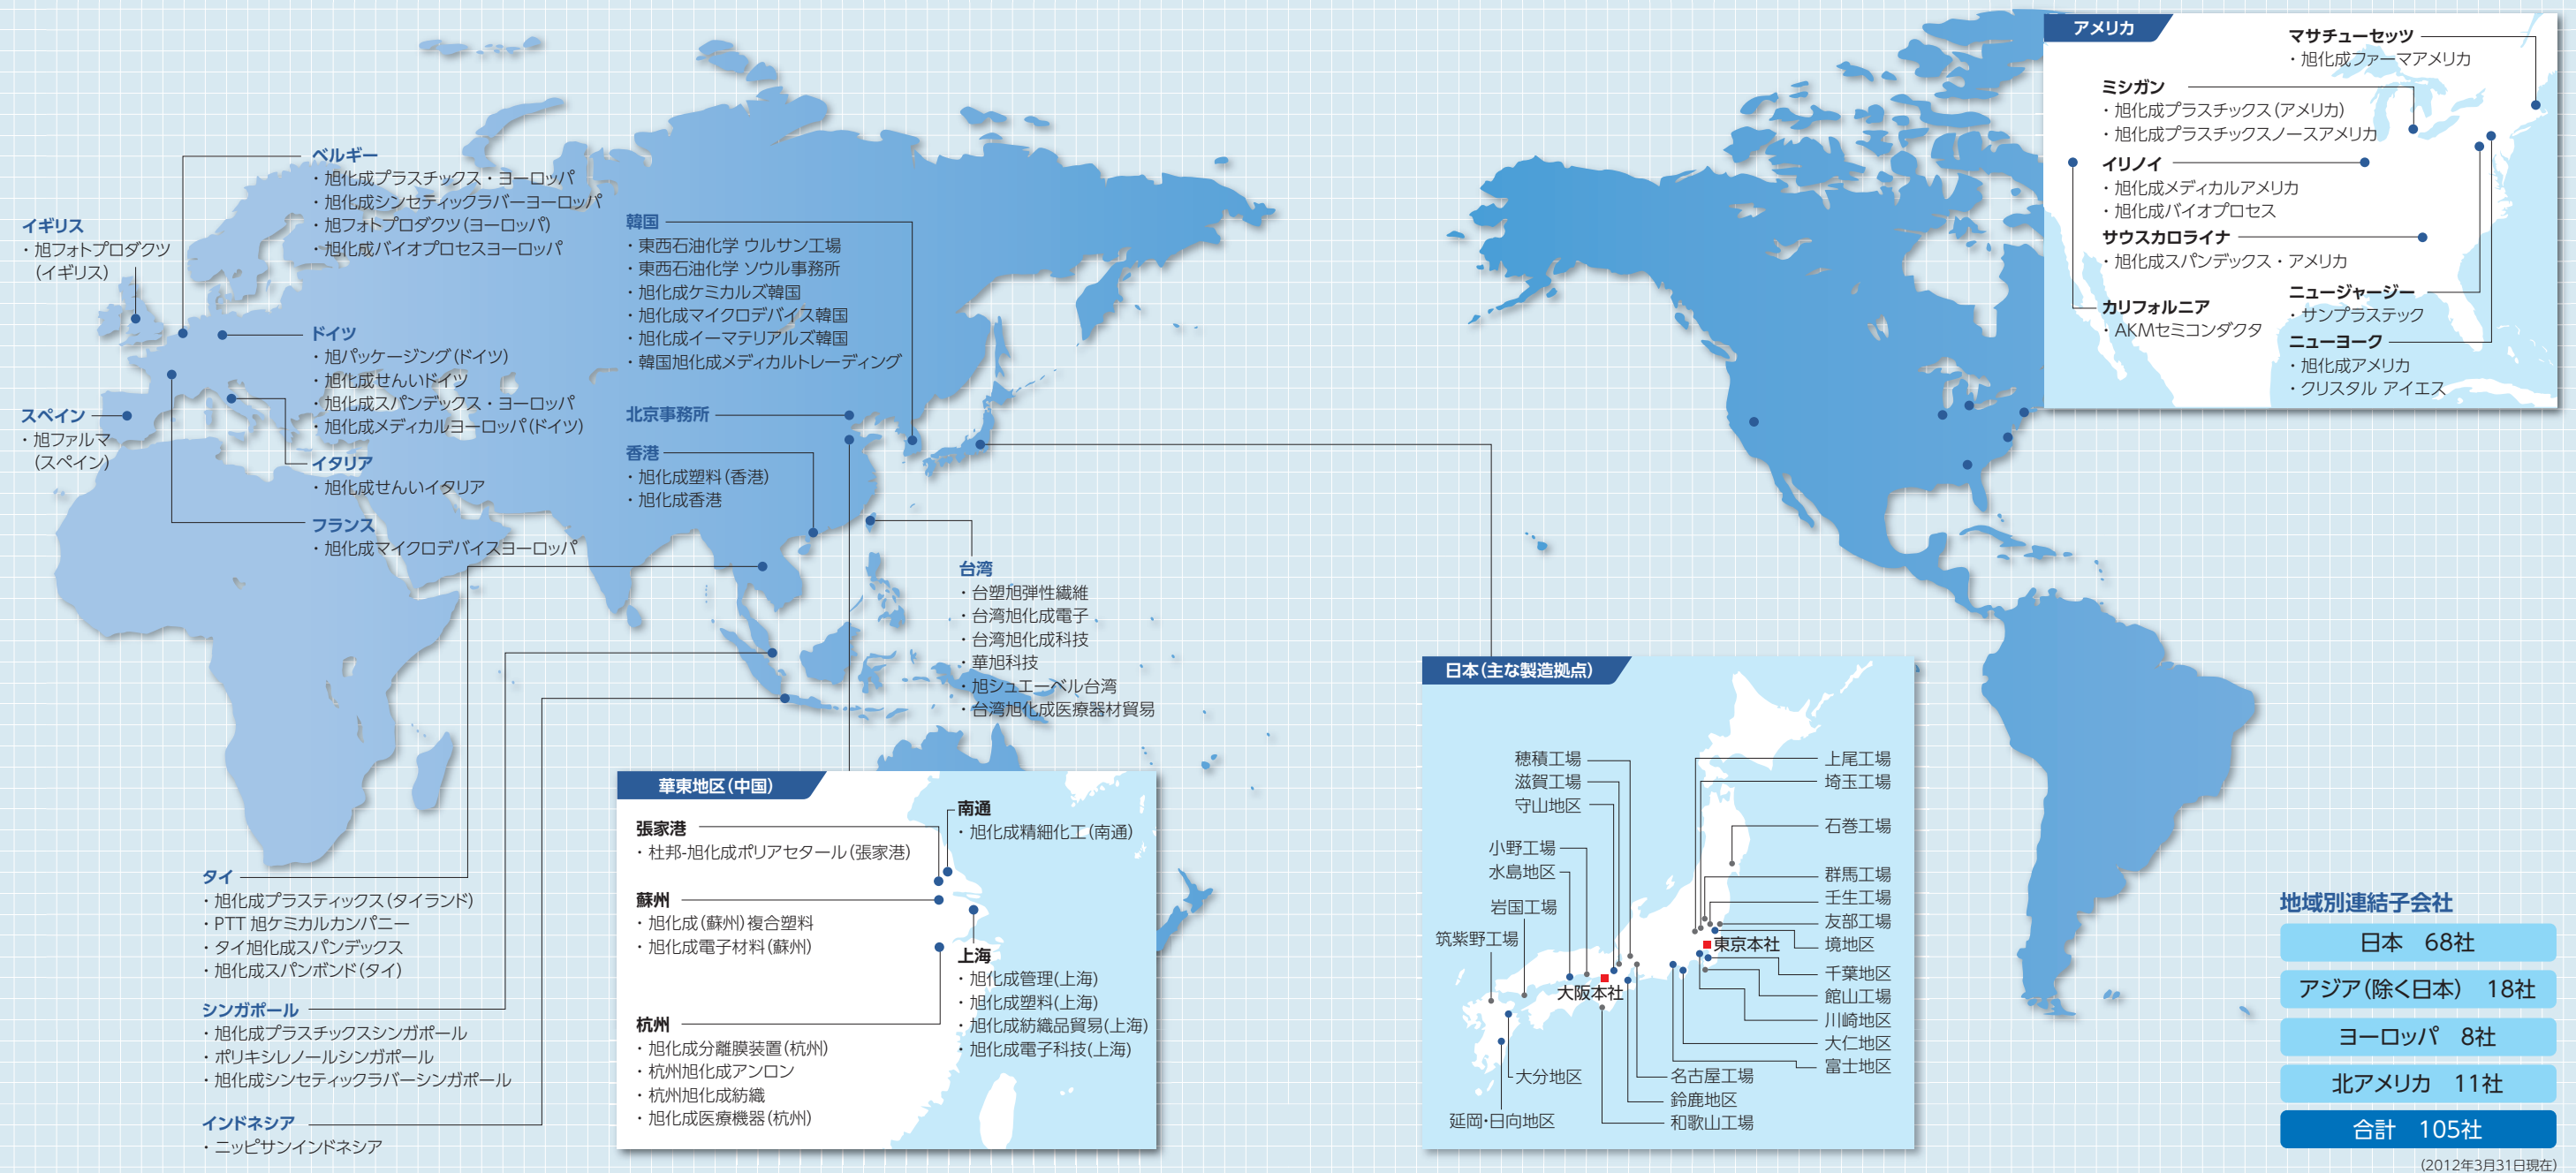 イギリス
・旭フォトプロダクツ
(イギリス)
スペイン
・旭ファルマ
(スペイン)
ベルギー
・旭化成プラスチックス・ヨーロッパ
・旭化成シンセティックラバーヨーロッパ
・旭フォトプロダクツ(ヨーロッパ)
・旭化成バイオプロセスヨーロッパ
ドイツ
・旭パッケージング(ドイツ)
・旭化成せんいドイツ
・旭化成スパンデックス・ヨーロッパ
・旭化成メディカルヨーロッパ(ドイツ)
イタリア
・旭化成せんいイタリア
フランス
・旭化成マイクロデバイスヨーロッパ
韓国
・東西石油化学 ウルサン工場
・東西石油化学 ソウル事務所
・旭化成ケミカルズ韓国
・旭化成マイクロデバイス韓国
・旭化成イーマテリアルズ韓国
・韓国旭化成メディカルトレーディング
北京事務所
香港
・旭化成塑料(香港)
・旭化成香港
台湾
・台塑旭弾性繊維
・台湾旭化成電子
・台湾旭化成科技
・華旭科技
・旭シュエーベル台湾
・台湾旭化成医療器材貿易
タイ
・旭化成プラスティックス(タイランド)
・PTT 旭ケミカルカンパニー
・タイ旭化成スパンデックス
・旭化成スパンボンド(タイ)
シンガポール
・旭化成プラスチックスシンガポール
・ポリキシレノールシンガポール
・旭化成シンセティックラバーシンガポール
インドネシア
・ニッピサンインドネシア
華東地区(中国)
張家港
・杜邦-旭化成ポリアセタール(張家港)
蘇州
・旭化成(蘇州)複合塑料
・旭化成電子材料(蘇州)
杭州
・旭化成分離膜装置(杭州)
・杭州旭化成アンロン
・杭州旭化成紡織
・旭化成医療機器(杭州)
南通
・旭化成精細化工(南通)
上海
・旭化成管理(上海)
・旭化成塑料(上海)
・旭化成紡織品貿易(上海)
・旭化成電子科技(上海)
日本(主な製造拠点)
穂積工場
滋賀工場
守山地区
小野工場
水島地区
岩国工場
筑紫野工場
大阪本社
大分地区
延岡・日向地区
上尾工場
埼玉工場
石巻工場
群馬工場
壬生工場
友部工場
東京本社
境地区
千葉地区
館山工場
川崎地区
大仁地区
富士地区
名古屋工場
鈴鹿地区
和歌山工場
アメリカ
マサチューセッツ
・旭化成ファーマアメリカ
ミシガン
・旭化成プラスチックス(アメリカ)
・旭化成プラスチックスノースアメリカ
イリノイ
・旭化成メディカルアメリカ
・旭化成バイオプロセス
サウスカロライナ
・旭化成スパンデックス・アメリカ
カリフォルニア
・AKMセミコンダクタ
ニュージャージー
・サンプラステック
ニューヨーク
・旭化成アメリカ
・クリスタル アイエス
地域別連結子会社
日本 68社
アジア(除く日本) 18社
ヨーロッパ 8社
北アメリカ 11社
合計 105社
(2012年3月31日現在)